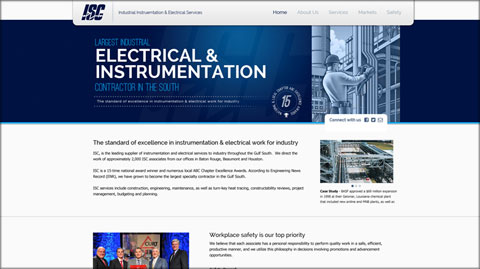 ISC
Industrial Instrumentation & Electrical Services
Home
About Us
Services
Markets
Safety
LARGEST INDUSTRIAL
ELECTRICAL &
INSTRUMENTATION
CONTRACTOR IN THE SOUTH
The standard of excellence in instrumentation & electrical work for industry
15
Connect with us
The standard of excellence in instrumentation & electrical work for industry
ISC, is the leading supplier of instrumentation and electrical services to industry throughout the Gulf South. We direct the
work of approximately 2,000 ISC associates from our offices in Baton Rouge, Beaumont and Houston.
ISC is a 15-time national award winner and numerous local ABC Chapter Excellence Awards. According to Engineering News
Record (ENR), we have grown to become the largest specialty contractor in the Gulf South.
ISC services include construction, engineering, maintenance, as well as turn-key heat tracing, constructability reviews, project
management, budgeting and planning.
Case Study - BASF approved a $60 million expansion
in 1998 at their Geismar, Louisiana chemical plant
that included new aniline and MNB plants, as well as
Workplace safety is our top priority
We believe that each associate has a personal responsibility to perform quality work in a safe, efficient,
productive manner, and we utilize this philosophy in decisions involving promotions and advancement
opportunities.